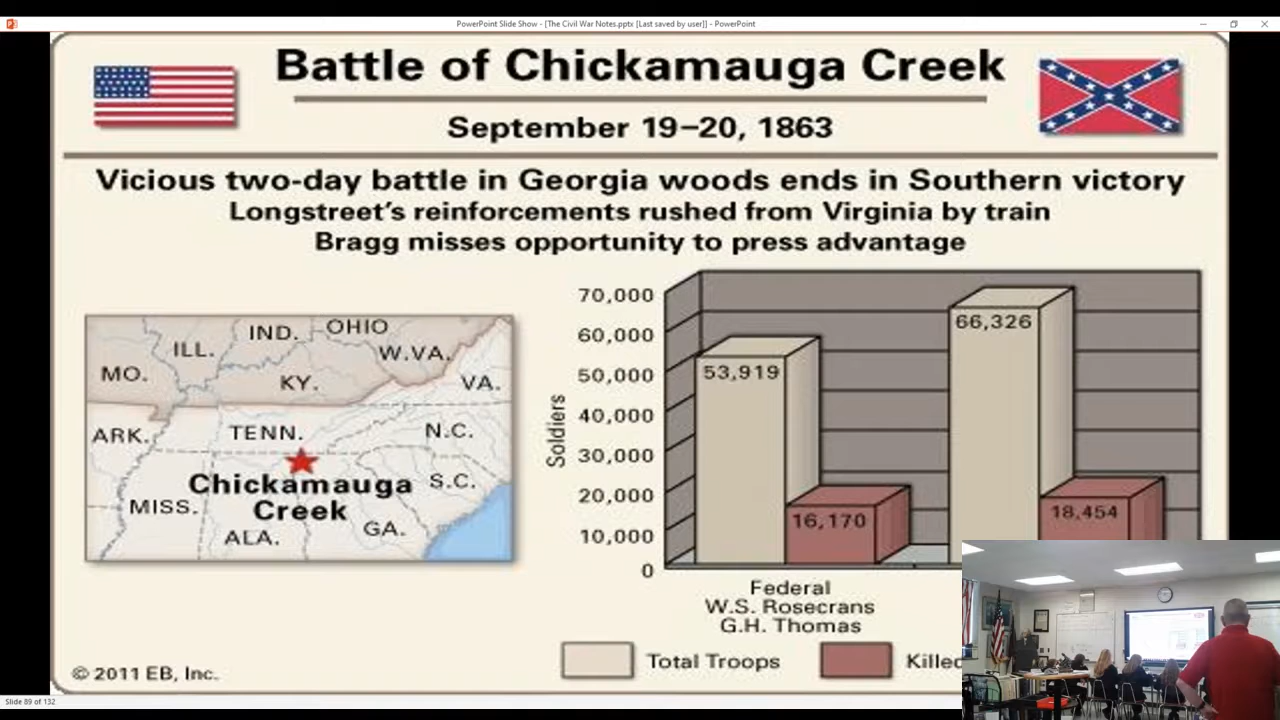 PowerPoint Slide Show - [The Civil War Notes.pptx [Last saved by user]] - PowerPoint
Battle of Chickamauga Creek
September 19–20, 1863
Vicious two-day battle in Georgia woods ends in Southern victory
Longstreet's reinforcements rushed from Virginia by train
Bragg misses opportunity to press advantage
MO.
ILL.
IND.
OHIO
W.VA.
KY.
VA.
ARK.
TENN.
N.C.
Chickamauga
Creek
S.C.
MISS.
ALA.
GA.
Soldiers
70,000
60,000
50,000
40,000
30,000
20,000
10,000
0
53,919
16,170
66,326
18,454
Federal
W.S. Rosecrans
G.H. Thomas
Total Troops
Killed
© 2011 EB, Inc.
Slide 89 of 132